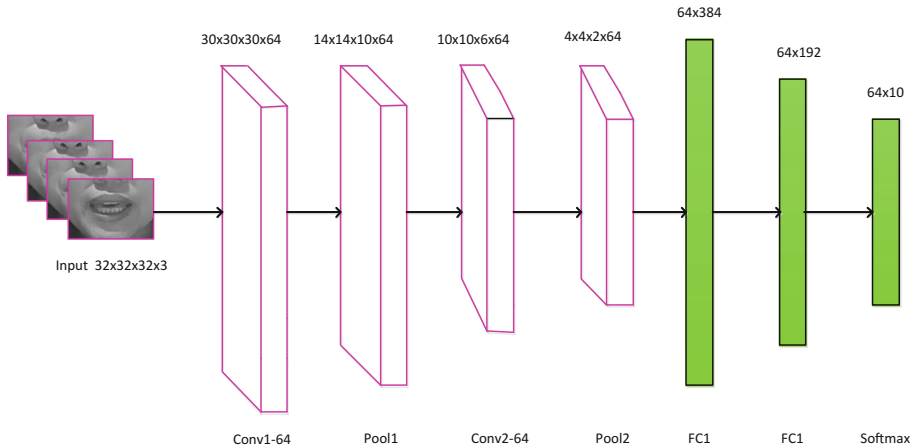 30x30x30x64
14x14x10x64
10x10x6x64
4x4x2x64
64x384
64x192
64x10
Input 32x32x32x3
Conv1-64
Pool1
Conv2-64
Pool2
FC1
FC1
Softmax